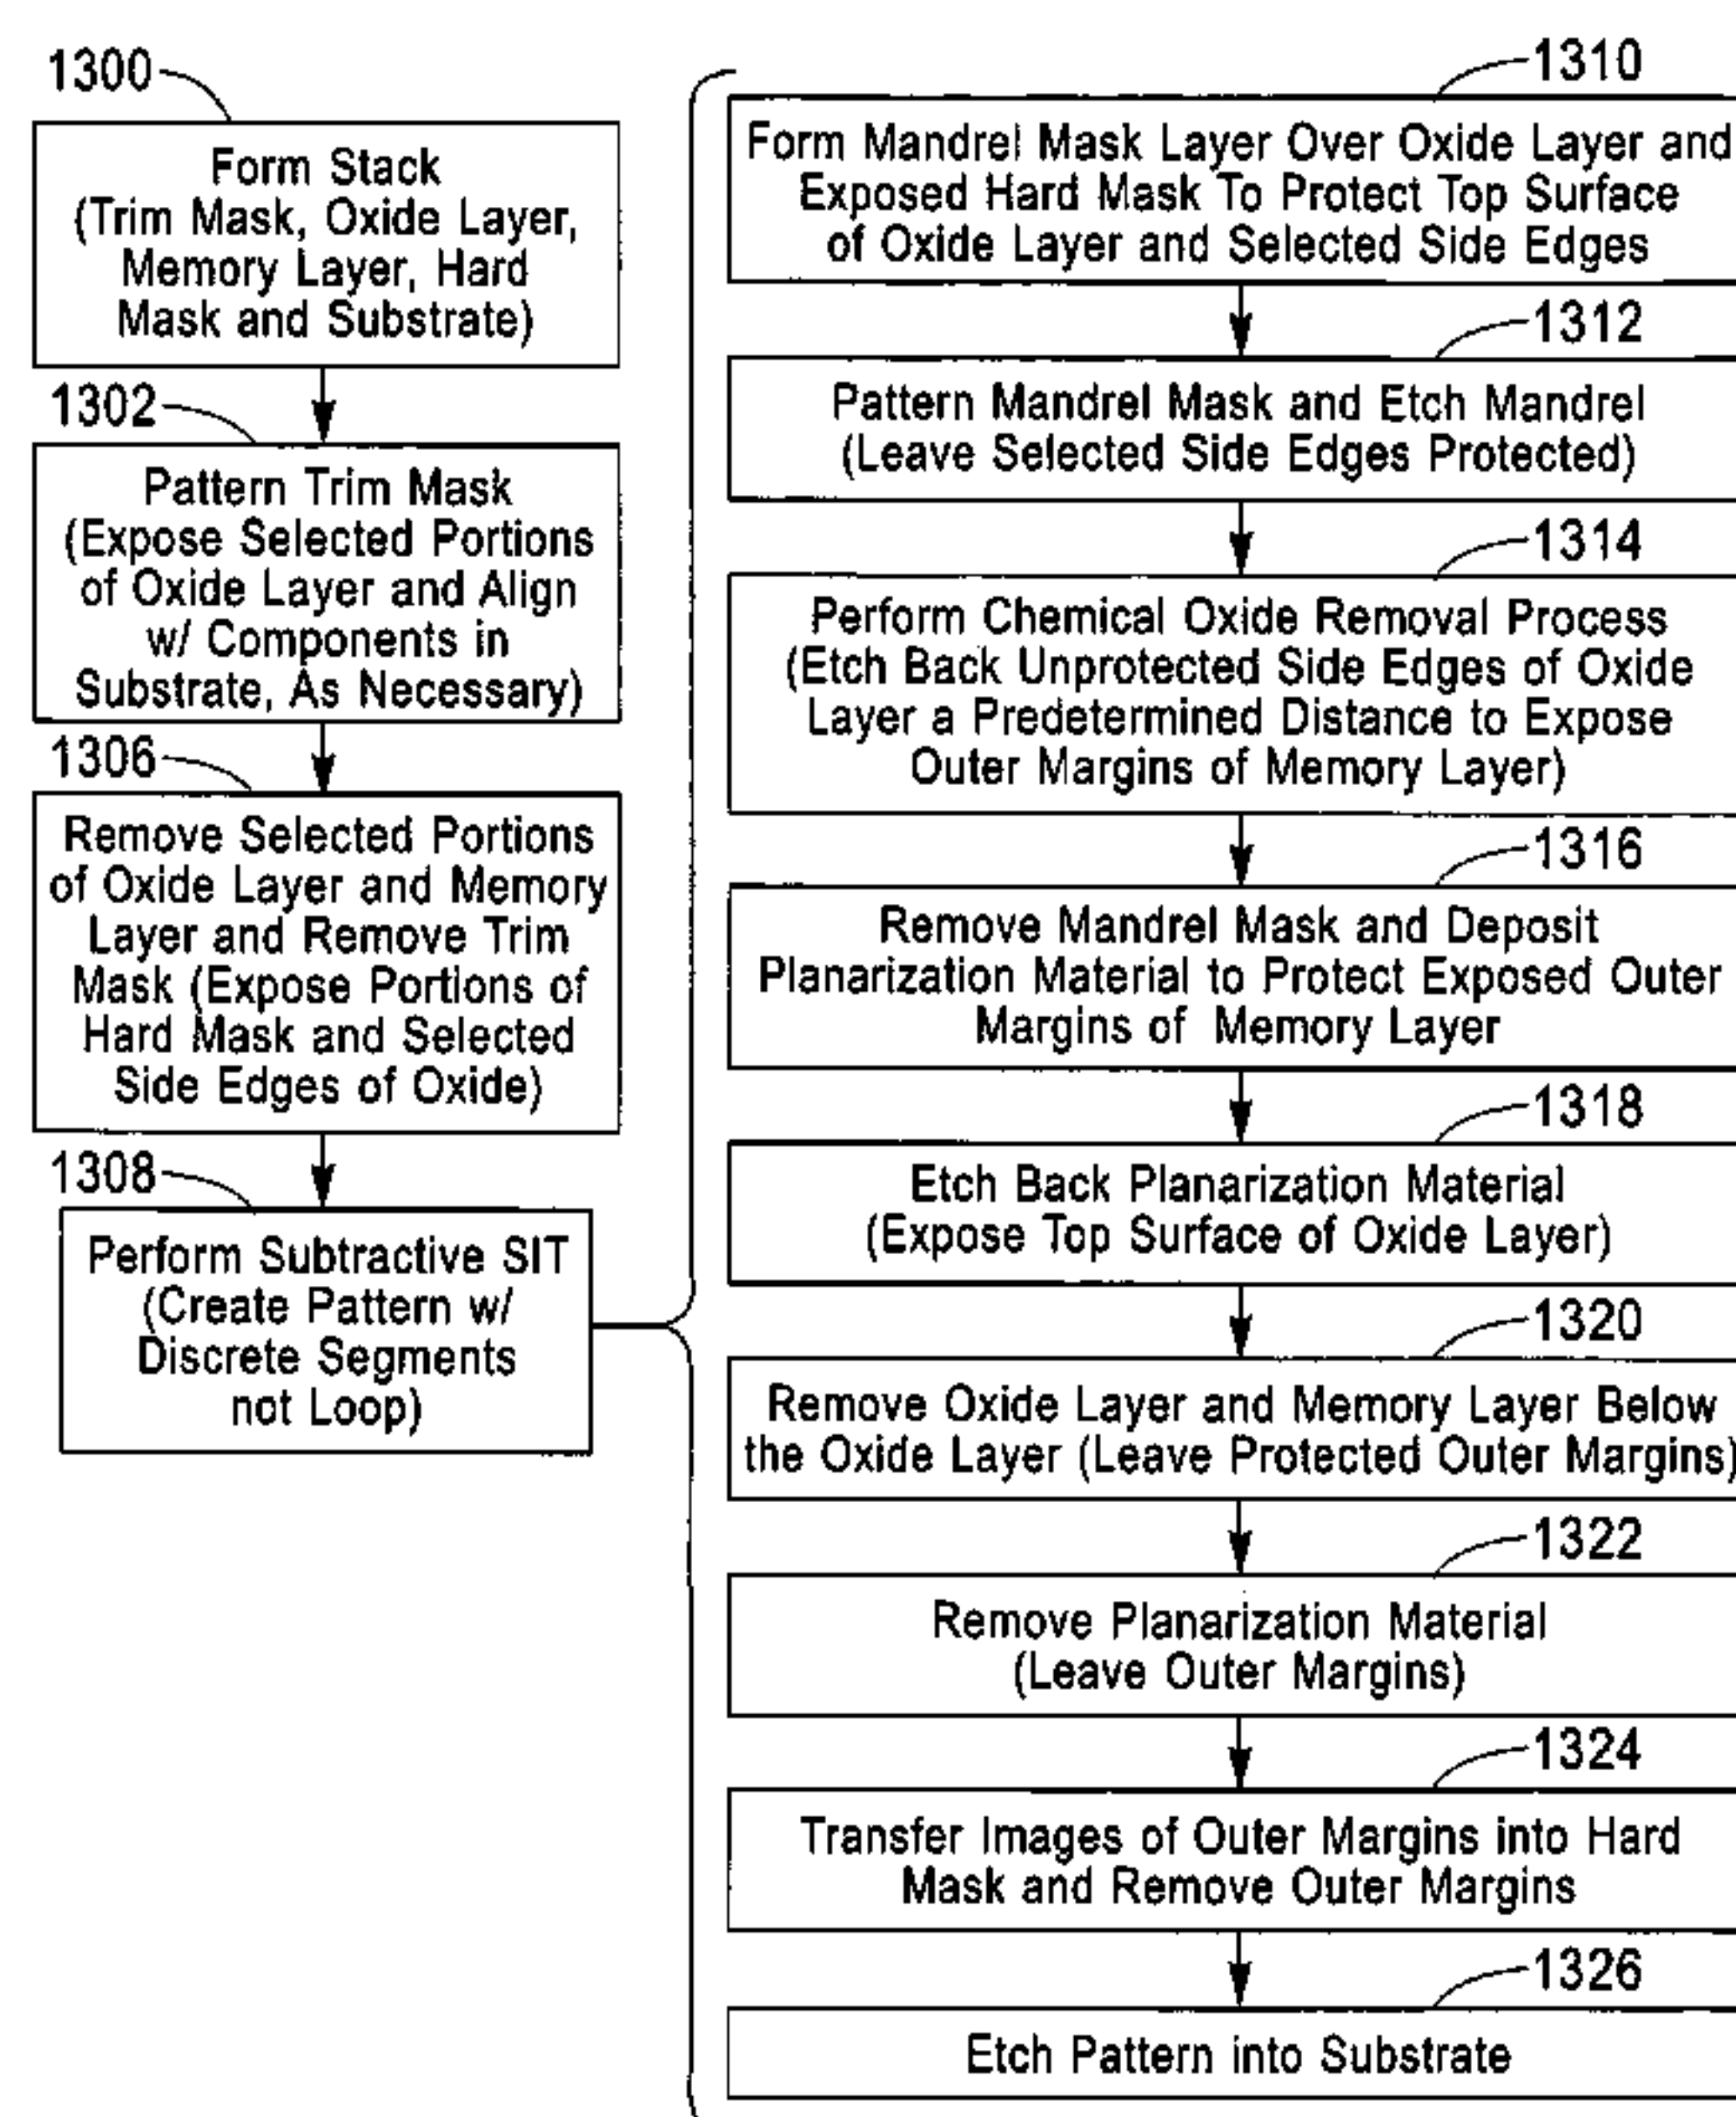 1300
Form Stack
(Trim Mask, Oxide Layer,
Memory Layer, Hard
Mask and Substrate)
1302
Pattern Trim Mask
(Expose Selected Portions
of Oxide Layer and Align
w/ Components in
Substrate, As Necessary)
1306
Remove Selected Portions
of Oxide Layer and Memory
Layer and Remove Trim
Mask (Expose Portions of
Hard Mask and Selected
Side Edges of Oxide)
1308
Perform Subtractive SIT
(Create Pattern w/
Discrete Segments
not Loop)
1310
Form Mandrel Mask Layer Over Oxide Layer and
Exposed Hard Mask To Protect Top Surface
of Oxide Layer and Selected Side Edges
1312
Pattern Mandrel Mask and Etch Mandrel
(Leave Selected Side Edges Protected)
1314
Perform Chemical Oxide Removal Process
(Etch Back Unprotected Side Edges of Oxide
Layer a Predetermined Distance to Expose
Outer Margins of Memory Layer)
1316
Remove Mandrel Mask and Deposit
Planarization Material to Protect Exposed Outer
Margins of Memory Layer
1318
Etch Back Planarization Material
(Expose Top Surface of Oxide Layer)
1320
Remove Oxide Layer and Memory Layer Below
the Oxide Layer (Leave Protected Outer Margins)
1322
Remove Planarization Material
(Leave Outer Margins)
1324
Transfer Images of Outer Margins into Hard
Mask and Remove Outer Margins
1326
Etch Pattern into Substrate